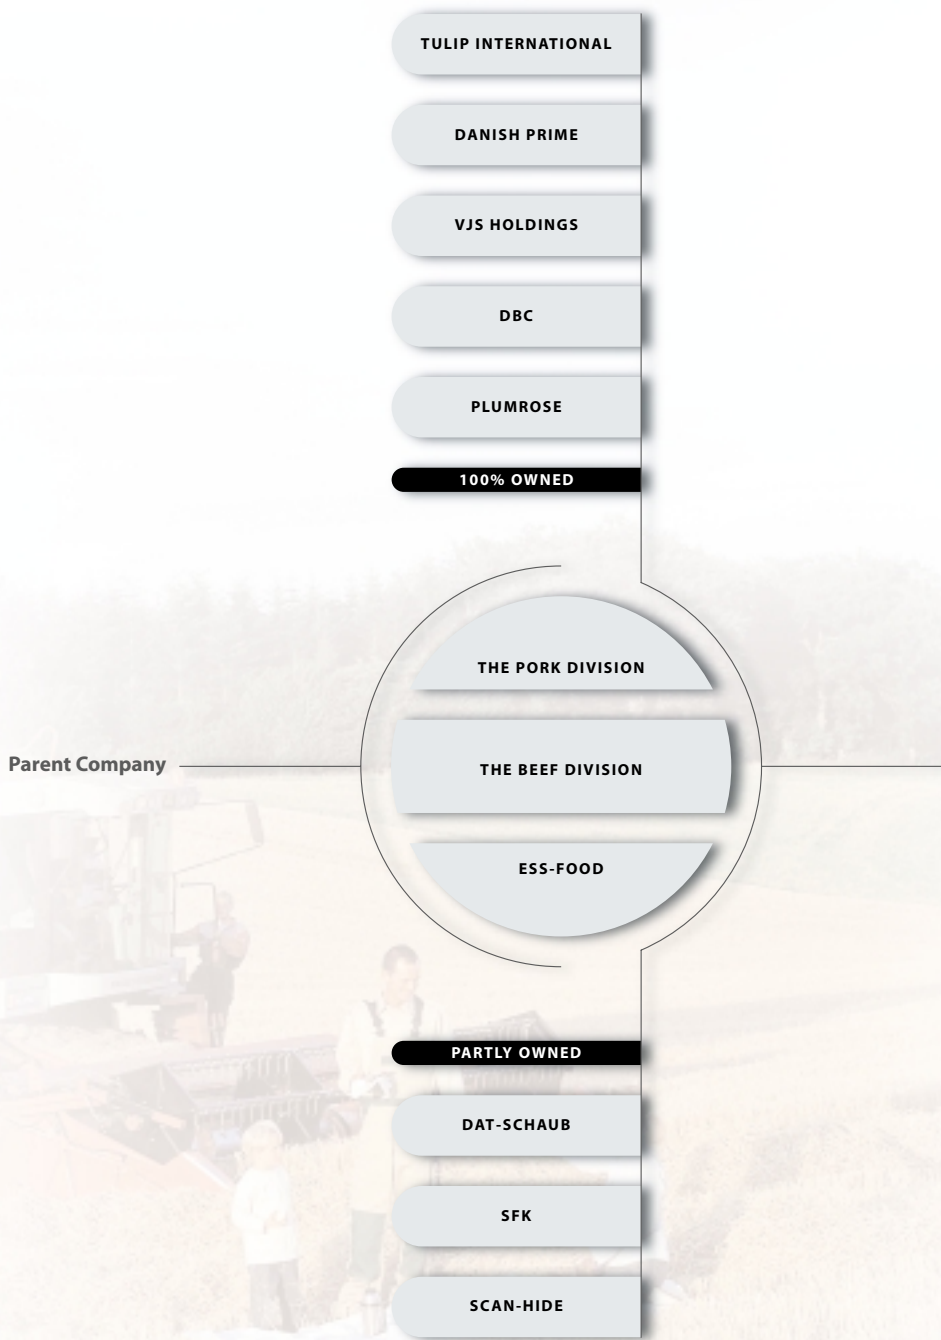 TULIP INTERNATIONAL
DANISH PRIME
VJS HOLDINGS
DBC
PLUMROSE
100% OWNED
THE PORK DIVISION
Parent Company
THE BEEF DIVISION
ESS-FOOD
PARTLY OWNED
DAT-SCHAUB
SFK
SCAN-HIDE